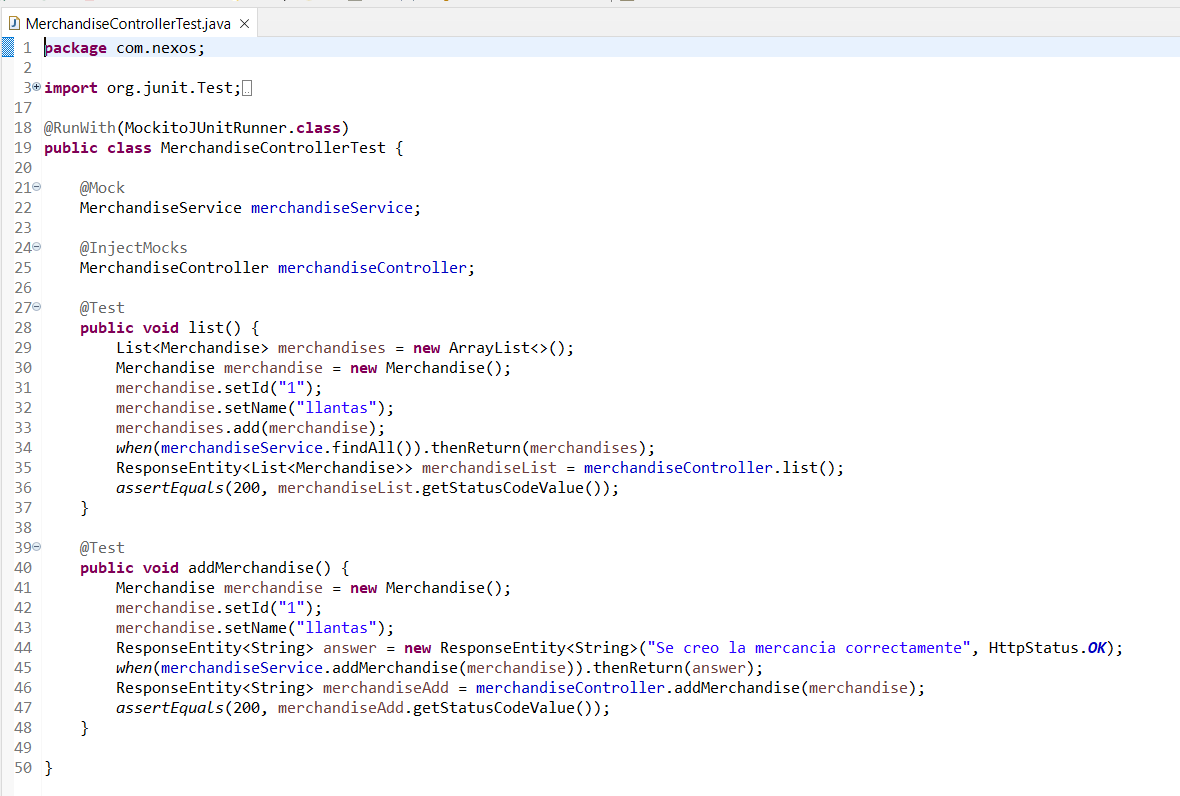 MerchandiseControllerTest.java
1 package com.nexos;
2
3 import org.junit.Test;
17
18 @RunWith(MockitoJUnitRunner.class)
19 public class MerchandiseControllerTest {
20
21     @Mock
22     MerchandiseService merchandiseService;
23
24     @InjectMocks
25     MerchandiseController merchandiseController;
26
27     @Test
28     public void list() {
29         List<Merchandise> merchandises = new ArrayList<>();
30         Merchandise merchandise = new Merchandise();
31         merchandise.setId("1");
32         merchandise.setName("llantas");
33         merchandises.add(merchandise);
34         when(merchandiseService.findAll()).thenReturn(merchandises);
35         ResponseEntity<List<Merchandise>> merchandiseList = merchandiseController.list();
36         assertEquals(200, merchandiseList.getStatusCodeValue());
37     }
38
39     @Test
40     public void addMerchandise() {
41         Merchandise merchandise = new Merchandise();
42         merchandise.setId("1");
43         merchandise.setName("llantas");
44         ResponseEntity<String> answer = new ResponseEntity<String>("Se creo la mercancia correctamente", HttpStatus.OK);
45         when(merchandiseService.addMerchandise(merchandise)).thenReturn(answer);
46         ResponseEntity<String> merchandiseAdd = merchandiseController.addMerchandise(merchandise);
47         assertEquals(200, merchandiseAdd.getStatusCodeValue());
48     }
49
50 }